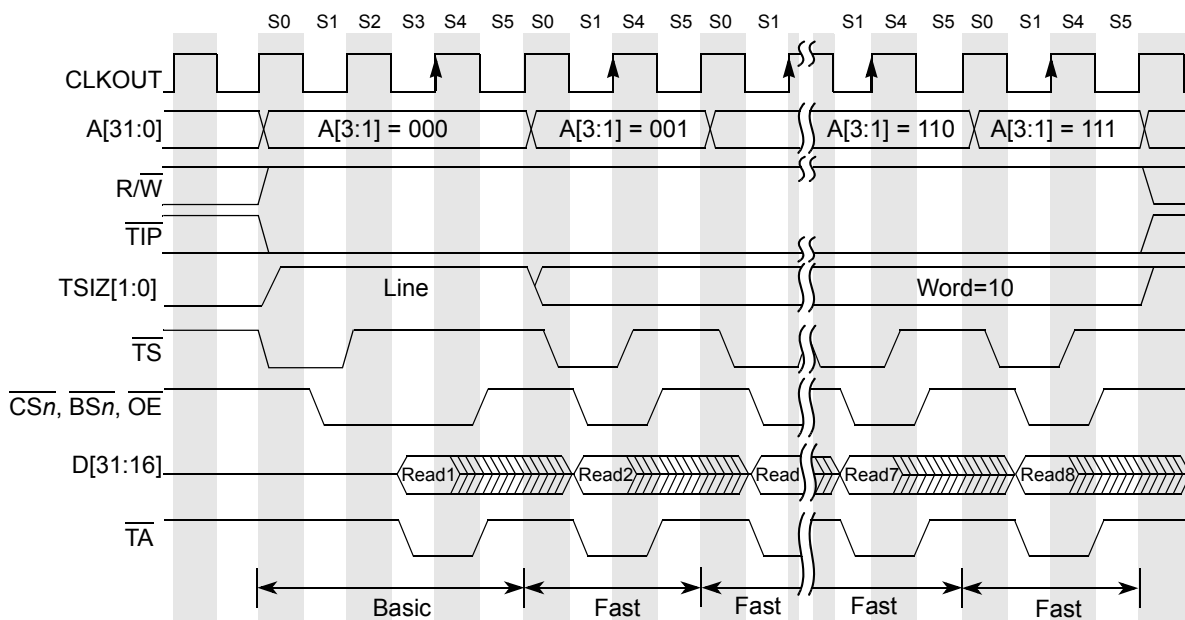 S0 S1 S2 S3 S4 S5 S0 S1 S4 S5 S0 S1 S1 S4 S5 S0 S1 S4 S5
CLKOUT
A[31:0] A[3:1] = 000 A[3:1] = 001 A[3:1] = 110 A[3:1] = 111
R/W
TIP
TSIZ[1:0] Line Word=10
TS
CSn, BSn, OE
D[31:16] Read1 Read2 Read Read7 Read8
TA
Basic Fast Fast Fast Fast